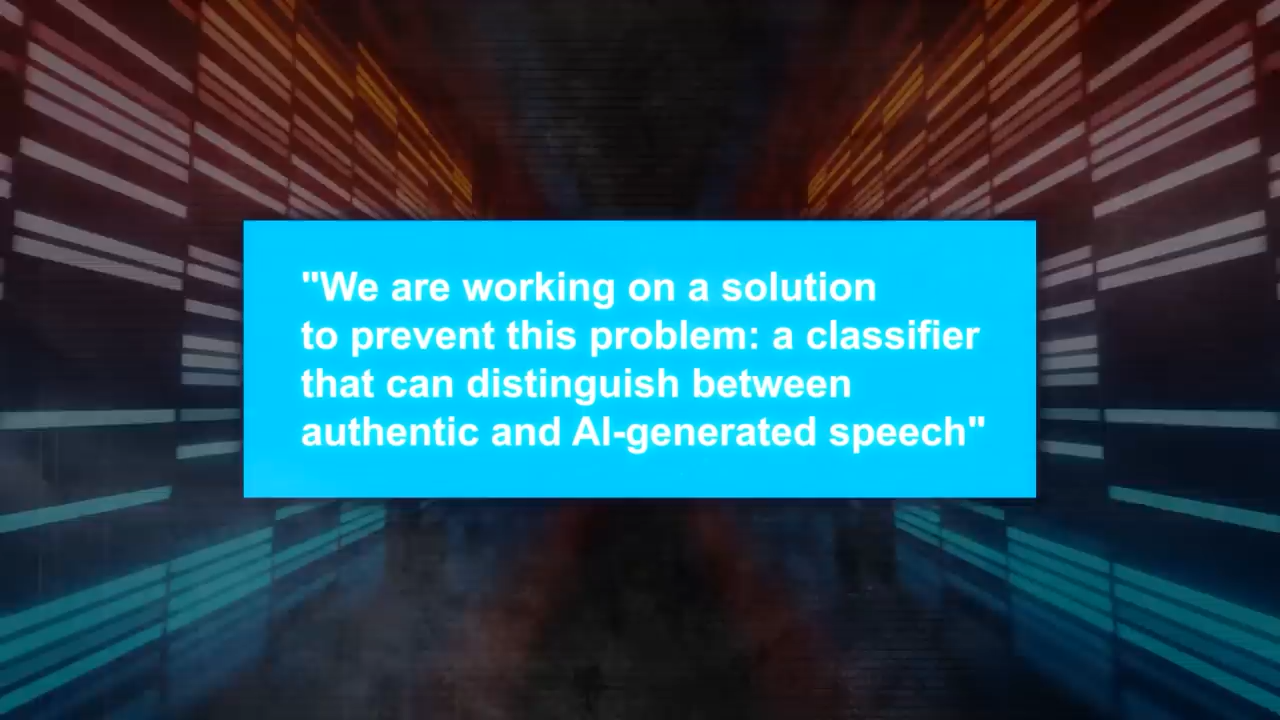 "We are working on a solution
to prevent this problem: a classifier
that can distinguish between
authentic and AI-generated speech"